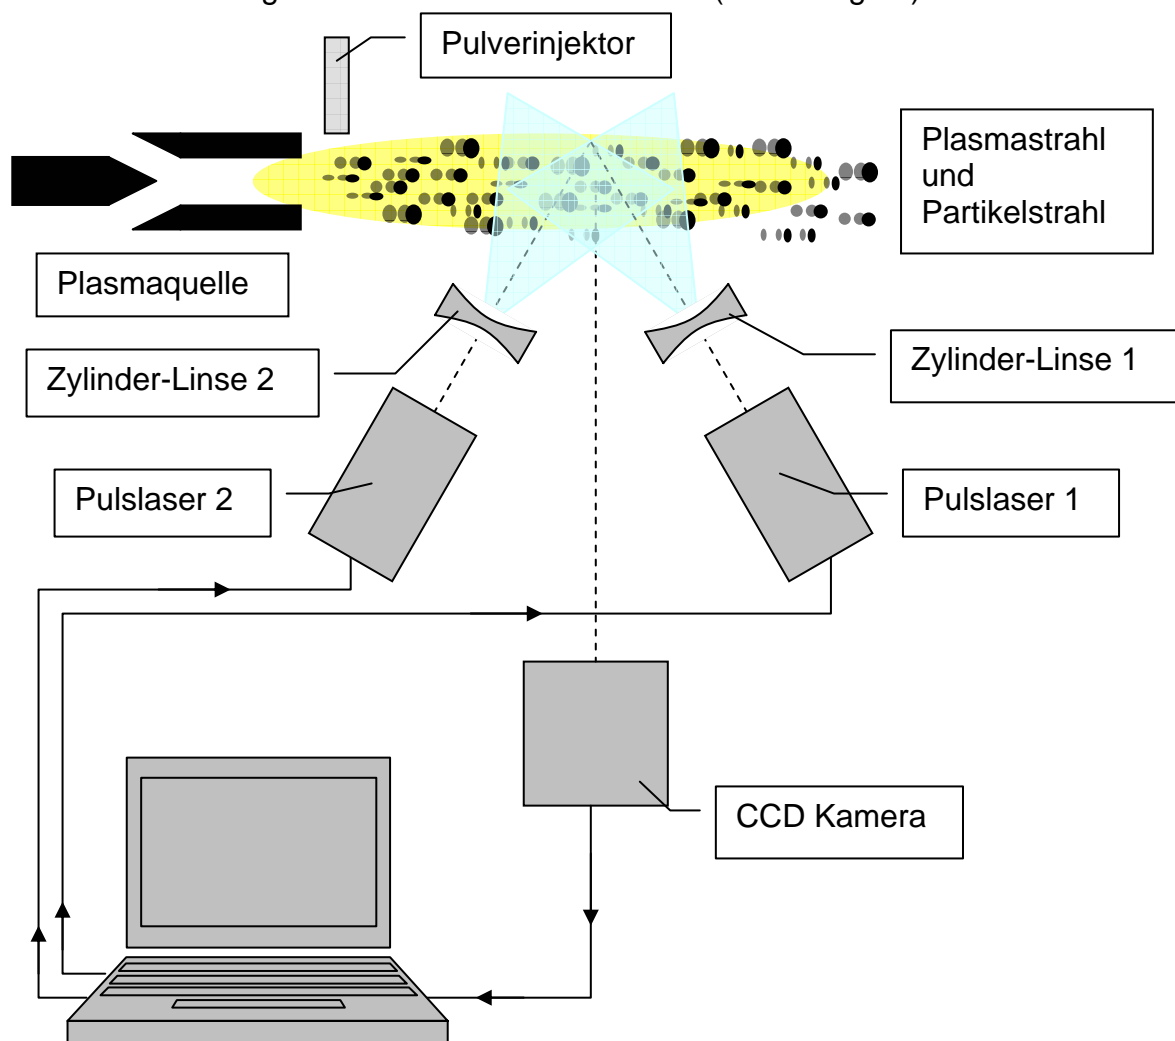 Pulverinjektor
Plasmastrahl
und
Partikelstrahl
Plasmaquelle
Zylinder-Linse 2
Zylinder-Linse 1
Pulslaser 2
Pulslaser 1
CCD Kamera